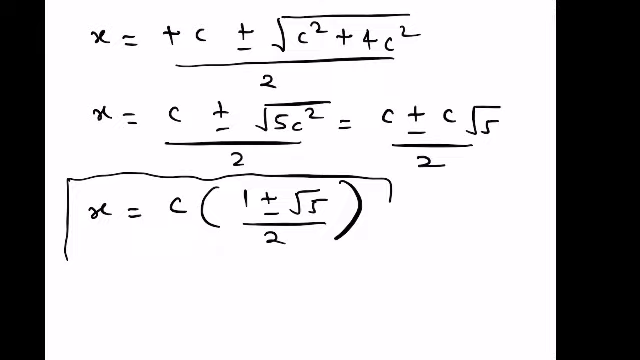 x = + c ± √(c² + 4c²) / 2
x = c ± √(5c²) / 2 = c ± c√5 / 2
x = c ( 1 ± √5 / 2 )